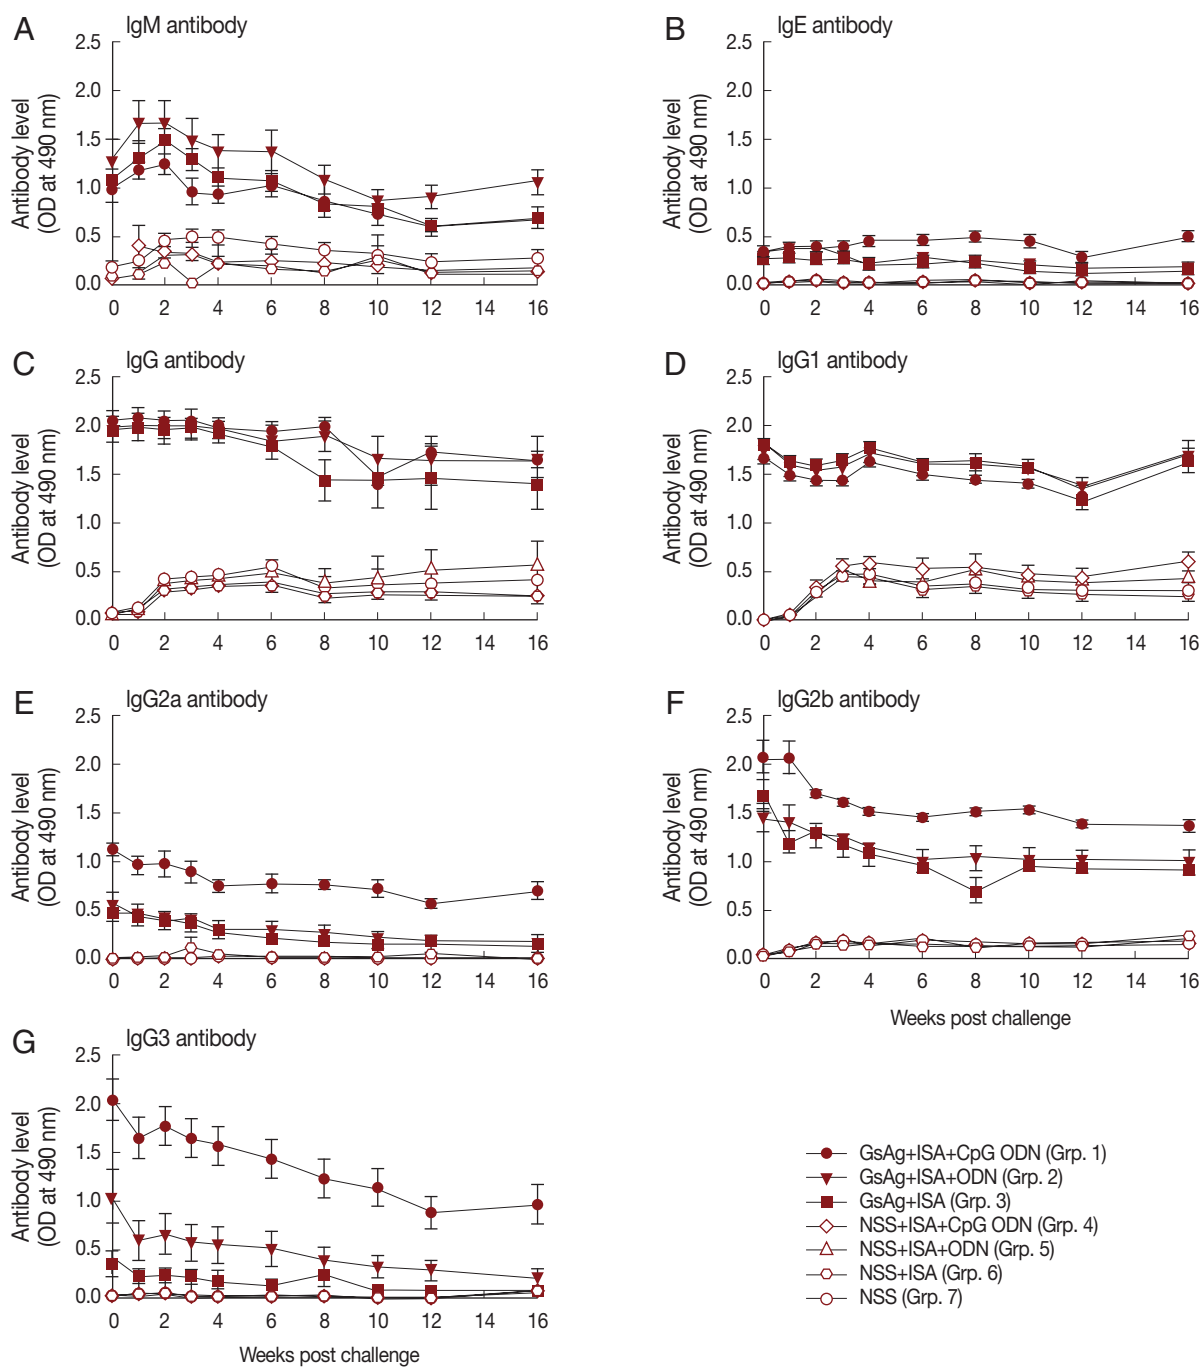 A IgM antibody
2.5
2.0
1.5
1.0
0.5
0.0
Antibody level
(OD at 490 nm)
0 2 4 6 8 10 12 14 16
B IgE antibody
2.5
2.0
1.5
1.0
0.5
0.0
Antibody level
(OD at 490 nm)
0 2 4 6 8 10 12 14 16
C IgG antibody
2.5
2.0
1.5
1.0
0.5
0.0
Antibody level
(OD at 490 nm)
0 2 4 6 8 10 12 14 16
D IgG1 antibody
2.5
2.0
1.5
1.0
0.5
0.0
Antibody level
(OD at 490 nm)
0 2 4 6 8 10 12 14 16
E IgG2a antibody
2.5
2.0
1.5
1.0
0.5
0.0
Antibody level
(OD at 490 nm)
0 2 4 6 8 10 12 14 16
F IgG2b antibody
2.5
2.0
1.5
1.0
0.5
0.0
Antibody level
(OD at 490 nm)
0 2 4 6 8 10 12 14 16
Weeks post challenge
G IgG3 antibody
2.5
2.0
1.5
1.0
0.5
0.0
Antibody level
(OD at 490 nm)
0 2 4 6 8 10 12 14 16
Weeks post challenge
GsAg+ISA+CpG ODN (Grp. 1)
GsAg+ISA+ODN (Grp. 2)
GsAg+ISA (Grp. 3)
NSS+ISA+CpG ODN (Grp. 4)
NSS+ISA+ODN (Grp. 5)
NSS+ISA (Grp. 6)
NSS (Grp. 7)